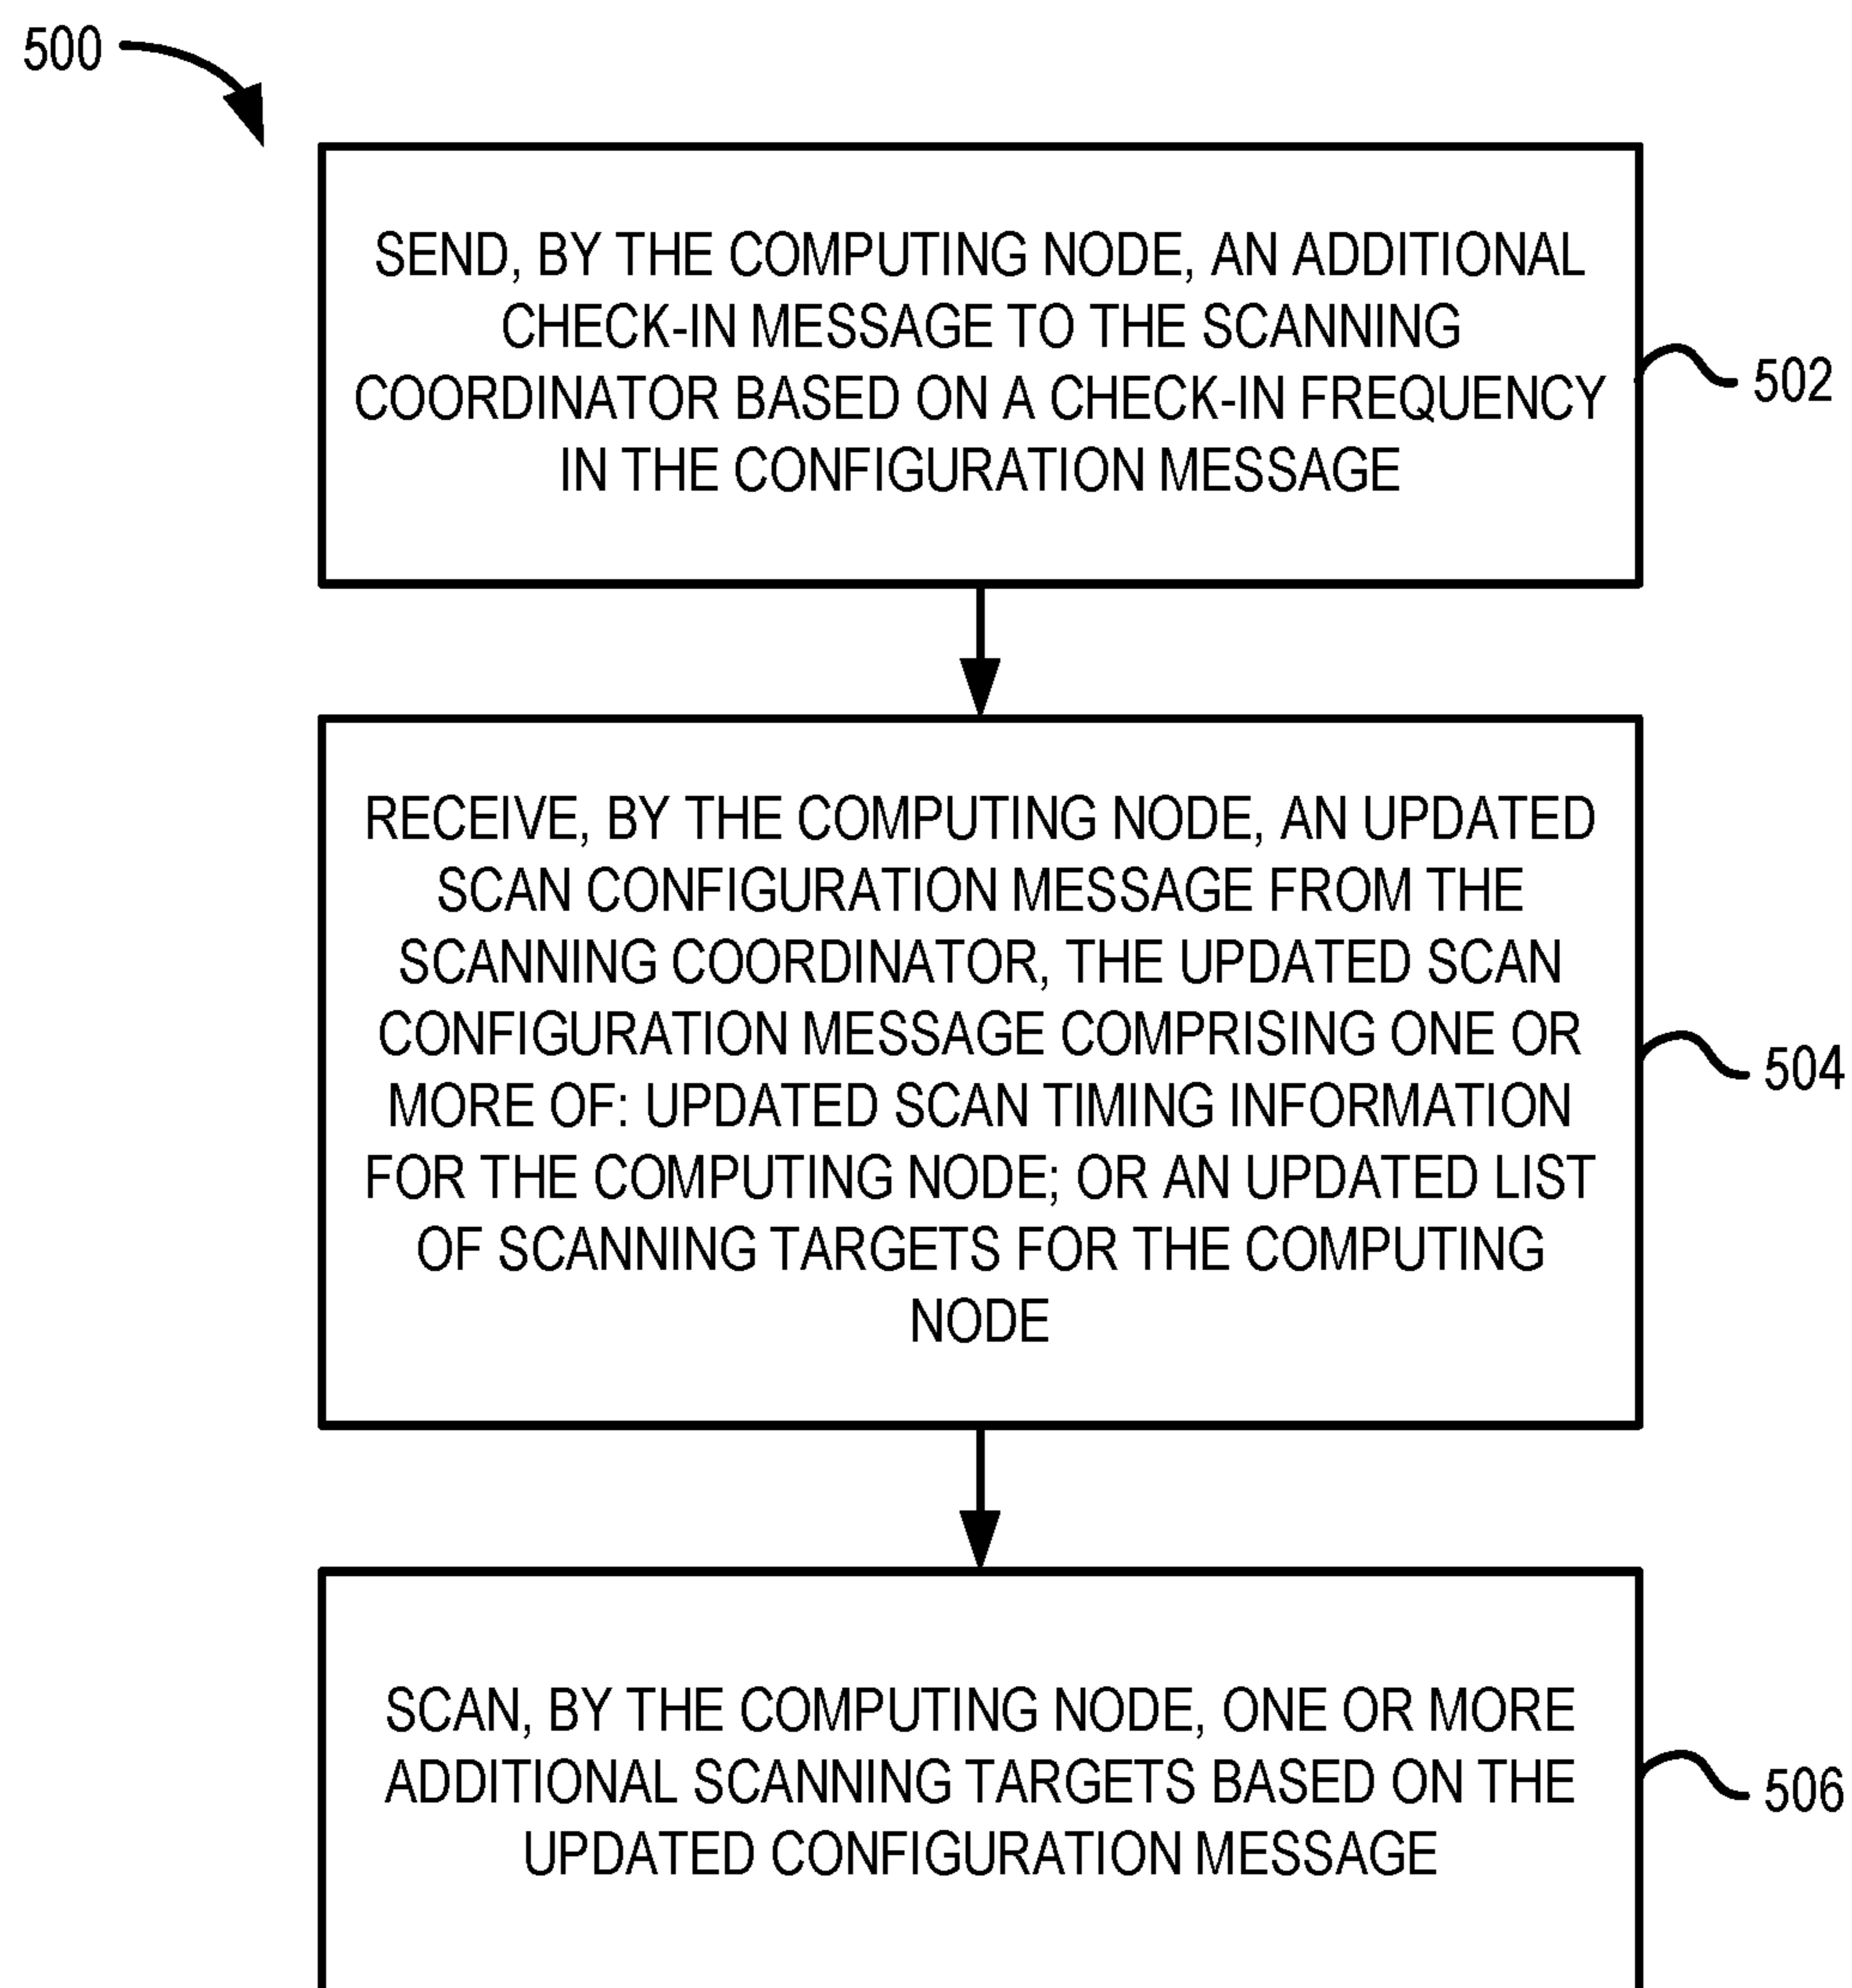 500
SEND, BY THE COMPUTING NODE, AN ADDITIONAL
CHECK-IN MESSAGE TO THE SCANNING
COORDINATOR BASED ON A CHECK-IN FREQUENCY
IN THE CONFIGURATION MESSAGE
502
RECEIVE, BY THE COMPUTING NODE, AN UPDATED
SCAN CONFIGURATION MESSAGE FROM THE
SCANNING COORDINATOR, THE UPDATED SCAN
CONFIGURATION MESSAGE COMPRISING ONE OR
MORE OF: UPDATED SCAN TIMING INFORMATION
FOR THE COMPUTING NODE; OR AN UPDATED LIST
OF SCANNING TARGETS FOR THE COMPUTING
NODE
504
SCAN, BY THE COMPUTING NODE, ONE OR MORE
ADDITIONAL SCANNING TARGETS BASED ON THE
UPDATED CONFIGURATION MESSAGE
506